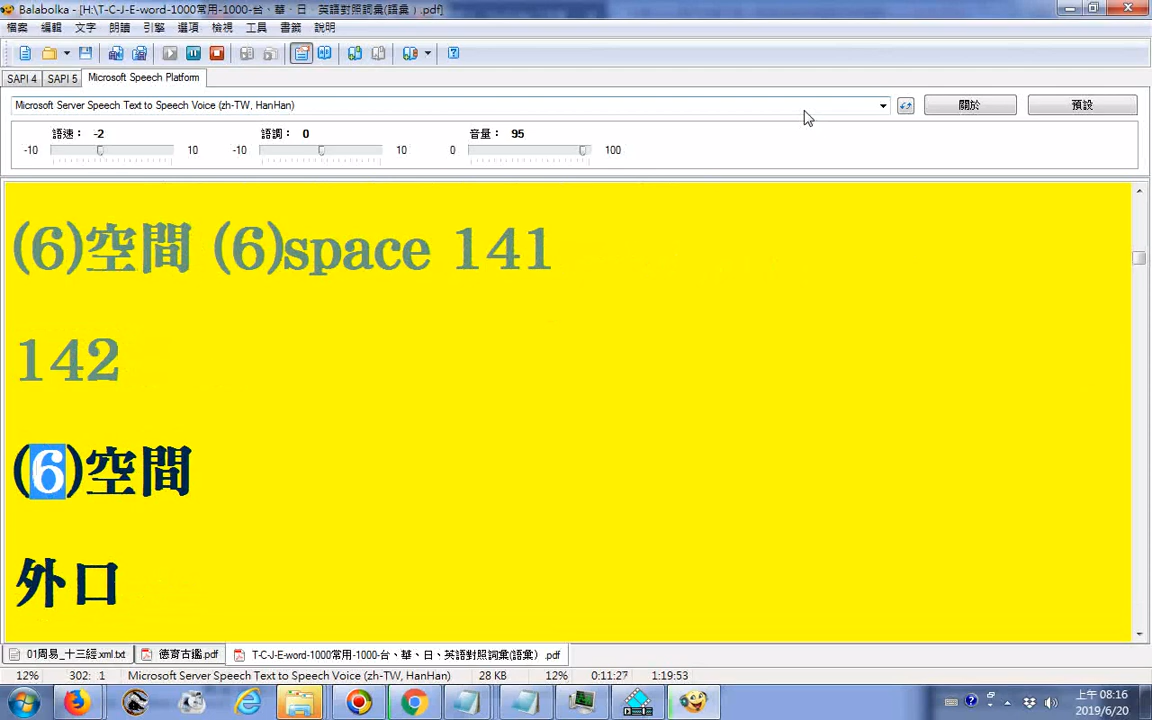 Balabolka - [H:\T-C-J-E-word-1000常用-1000-台、華、日、英語對照詞彙(語彙）.pdf]
檔案 編輯 文字 朗讀 引擎 選項 檢視 工具 書籤 說明
SAPI 4 SAPI 5 Microsoft Speech Platform
Microsoft Server Speech Text to Speech Voice (zh-TW, HanHan) 關於 預設
語速： -2 語調： 0 音量： 95
-10 10 -10 10 0 100
(6)空間 (6)space 141
142
(6)空間
外口
01周易_十三經.xml.txt 德育古鑑.pdf T-C-J-E-word-1000常用-1000-台、華、日、英語對照詞彙(語彙）.pdf
12% 302: 1 Microsoft Server Speech Text to Speech Voice (zh-TW, HanHan) 28 KB 12% 0:11:27 1:19:53
上午 08:16
2019/6/20